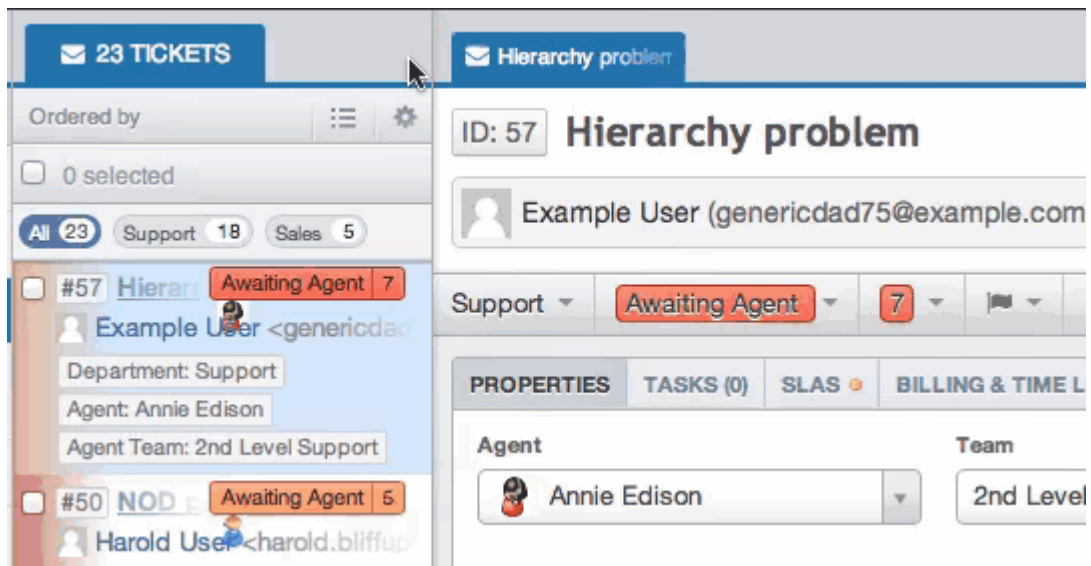 23 TICKETS
Ordered by
0 selected
All 23 Support 18 Sales 5
#57 Awaiting Agent 7
Example User <genericdad
Department: Support
Agent: Annie Edison
Agent Team: 2nd Level Support
#50 NOD Awaiting Agent 5
Harold User <harold.bliffup
Hierarchy problem
ID: 57 Hierarchy problem
Example User (genericdad75@example.com
Support Awaiting Agent 7
PROPERTIES TASKS (0) SLAS BILLING & TIME L
Agent Team
Annie Edison 2nd Level